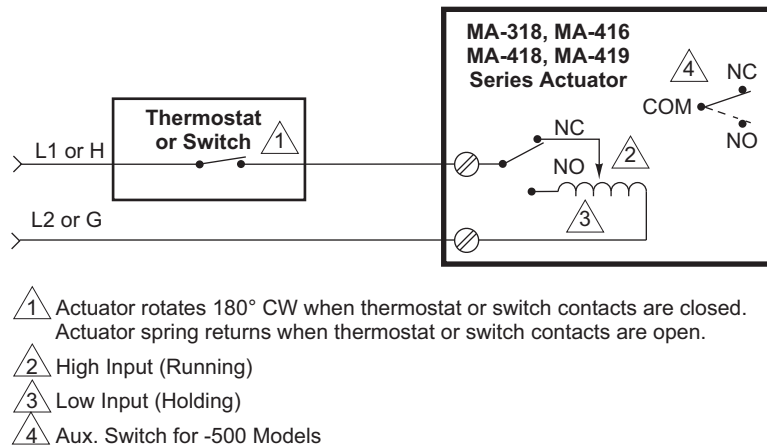 MA-318, MA-416
MA-418, MA-419
Series Actuator
4
NC
COM
NO
Thermostat
or Switch
1
L1 or H
NC
2
NO
3
L2 or G
1 Actuator rotates 180° CW when thermostat or switch contacts are closed.
Actuator spring returns when thermostat or switch contacts are open.
2 High Input (Running)
3 Low Input (Holding)
4 Aux. Switch for -500 Models